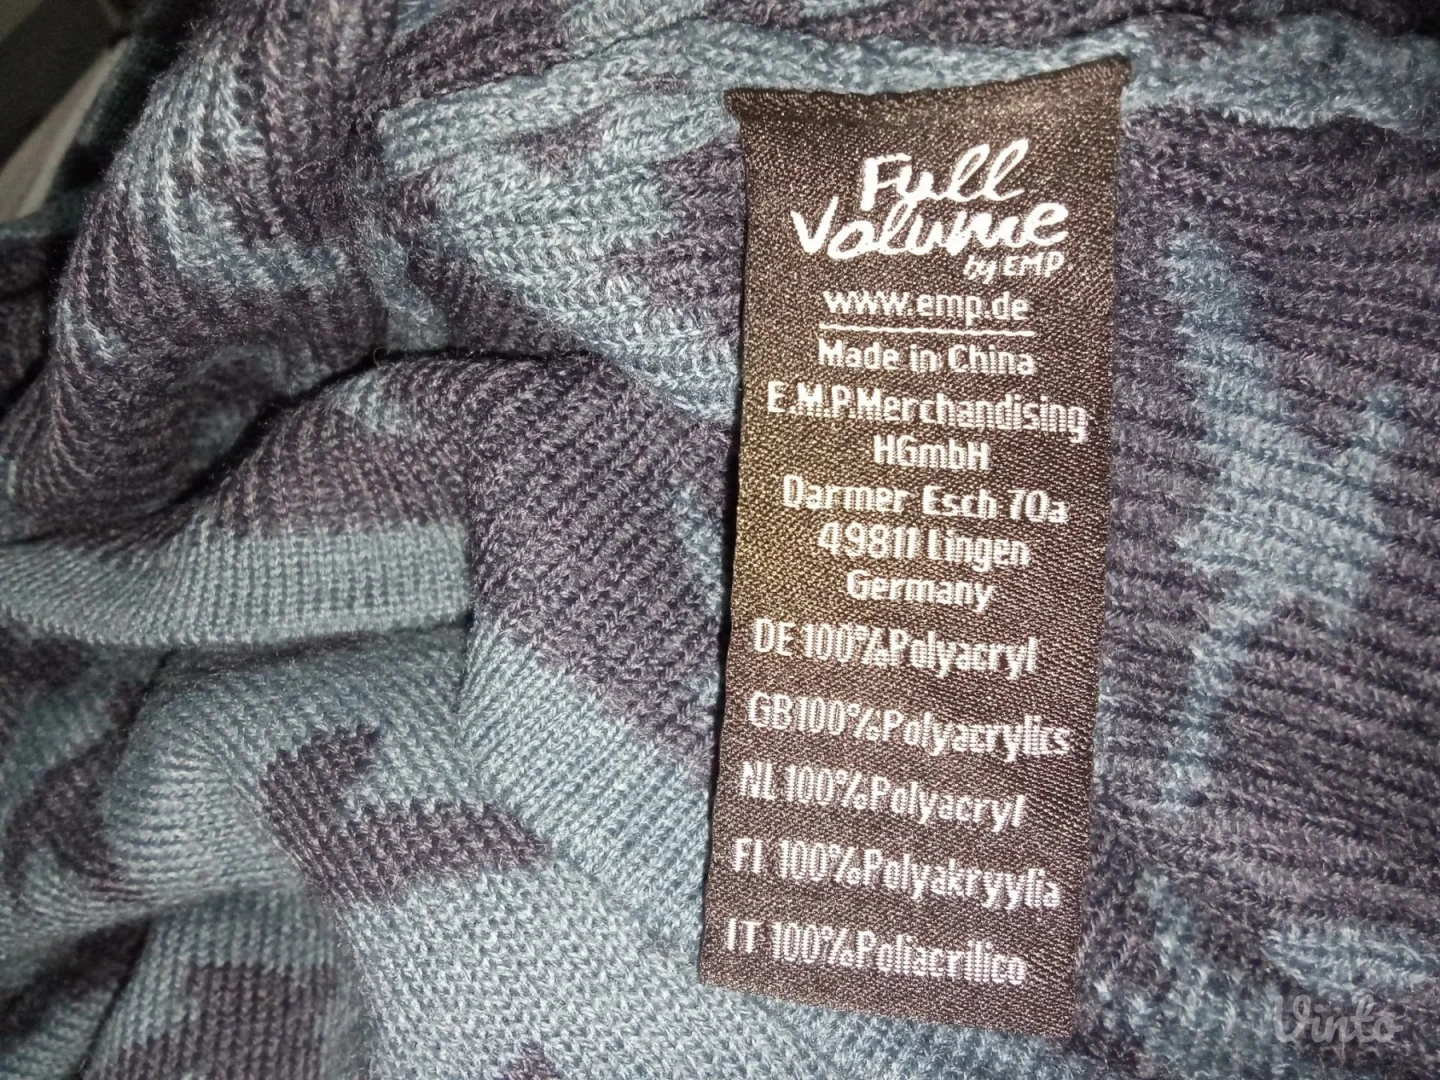 Full
Volume
by EMP
www.emp.de
Made in China
E.M.P.Merchandising
HGmbH
Darmer Esch 70a
49811 Lingen
Germany
DE 100%Polyacryl
GB100%Polyacrylics
NL 100%Polyacryl
FI 100%Polyakryylia
IT 100%Poliacrilico
Vinto